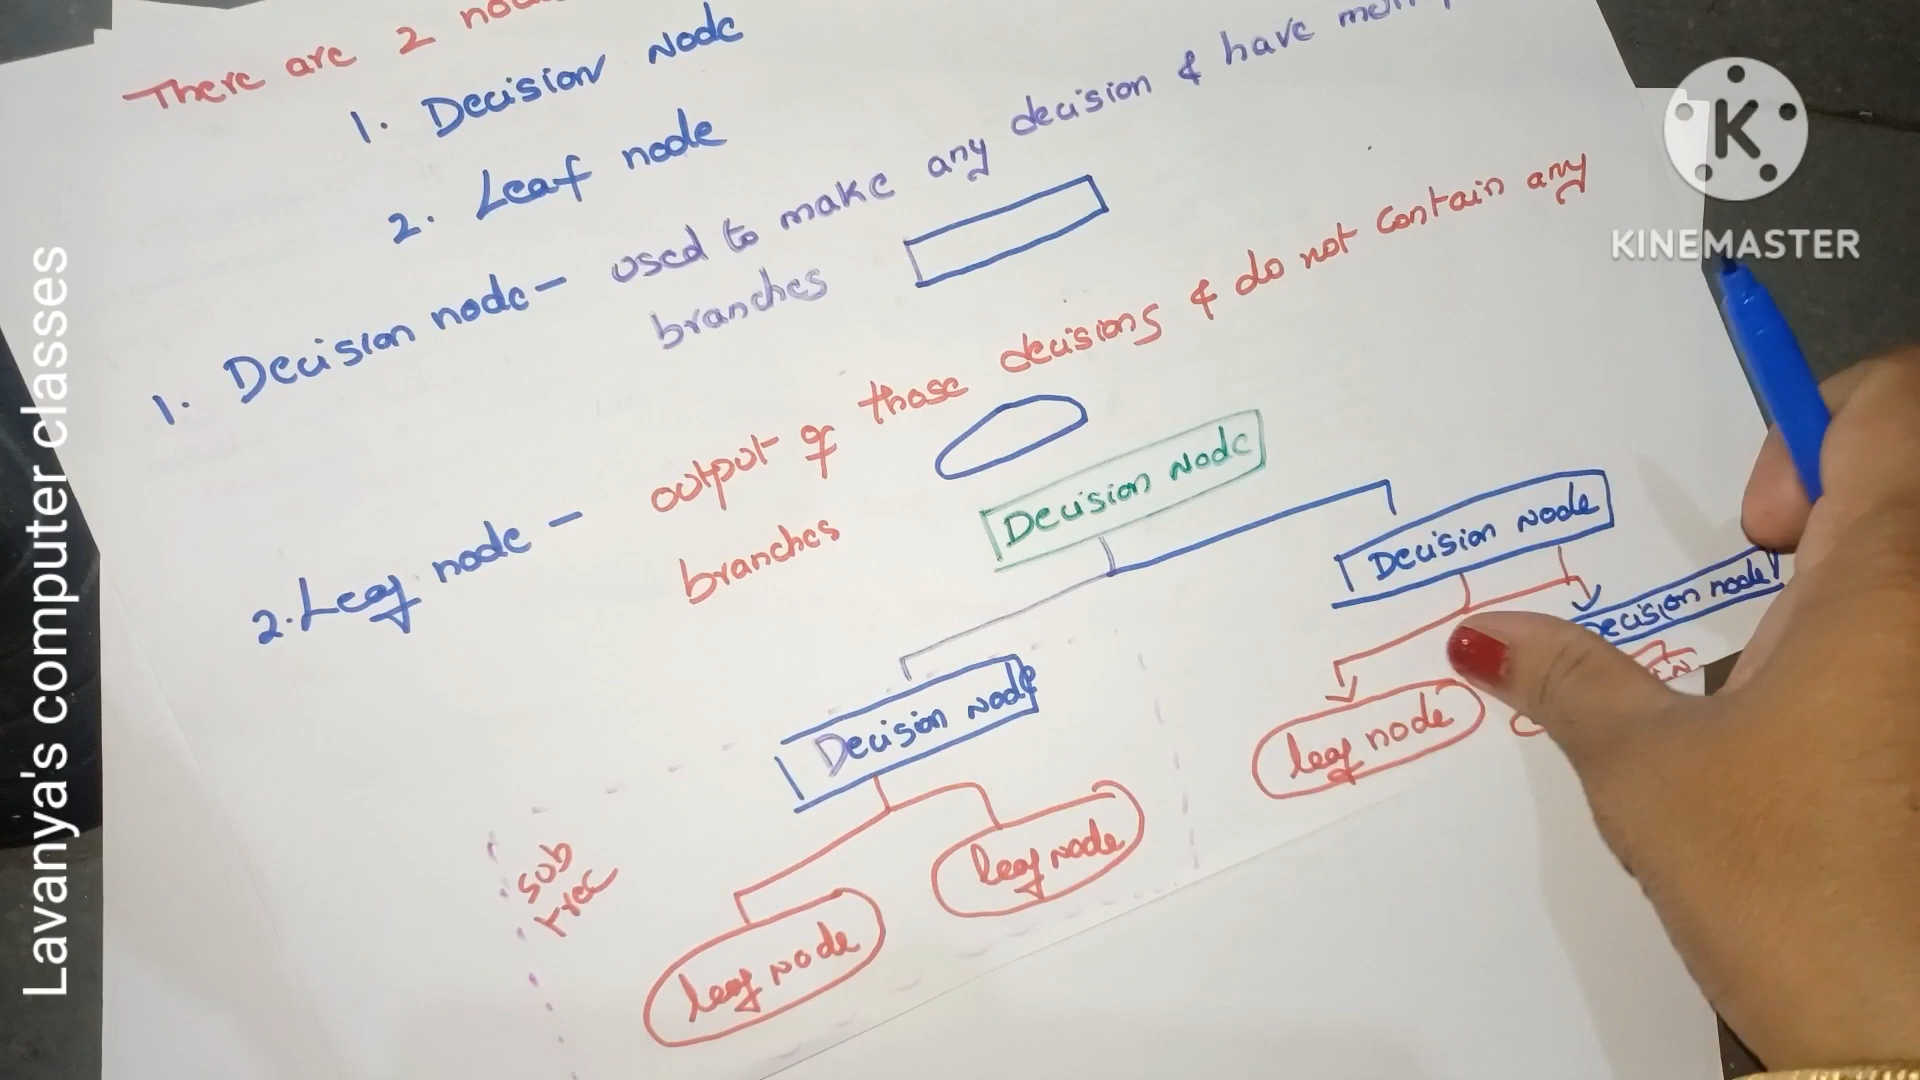 There are 2
1. Decision Node
2. Leaf node
1. Decision node - used to make any decision & have
branches
2. Leaf node - output of those decisions & do not contain any
branches
Decision Node
Decision Node
Decision node
Decision Node
leaf node
leaf node
leaf node
sub
tree
Lavanya's computer classes
K
KINEMASTER